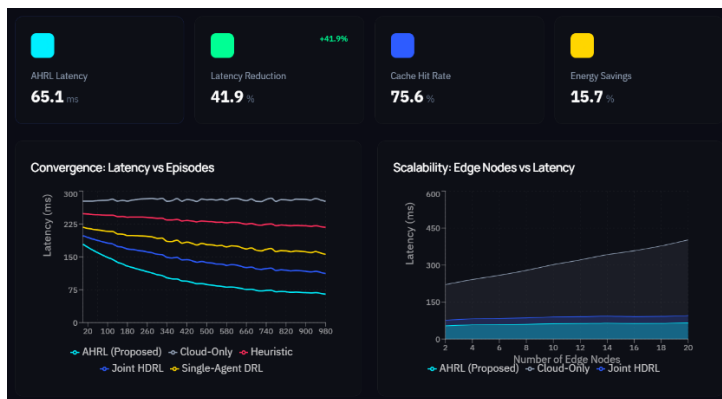 +41.9%
AHRL Latency
65.1 ms
Latency Reduction
41.9 %
Cache Hit Rate
75.6 %
Energy Savings
15.7 %
Convergence: Latency vs Episodes
Latency (ms)
300
225
150
75
0
20 100 180 260 340 420 500 580 660 740 820 900 980
AHRL (Proposed) Cloud-Only Heuristic
Joint HDRL Single-Agent DRL
Scalability: Edge Nodes vs Latency
Latency (ms)
600
450
300
150
0
2 4 6 8 10 12 14 16 18 20
Number of Edge Nodes
AHRL (Proposed) Cloud-Only Joint HDRL